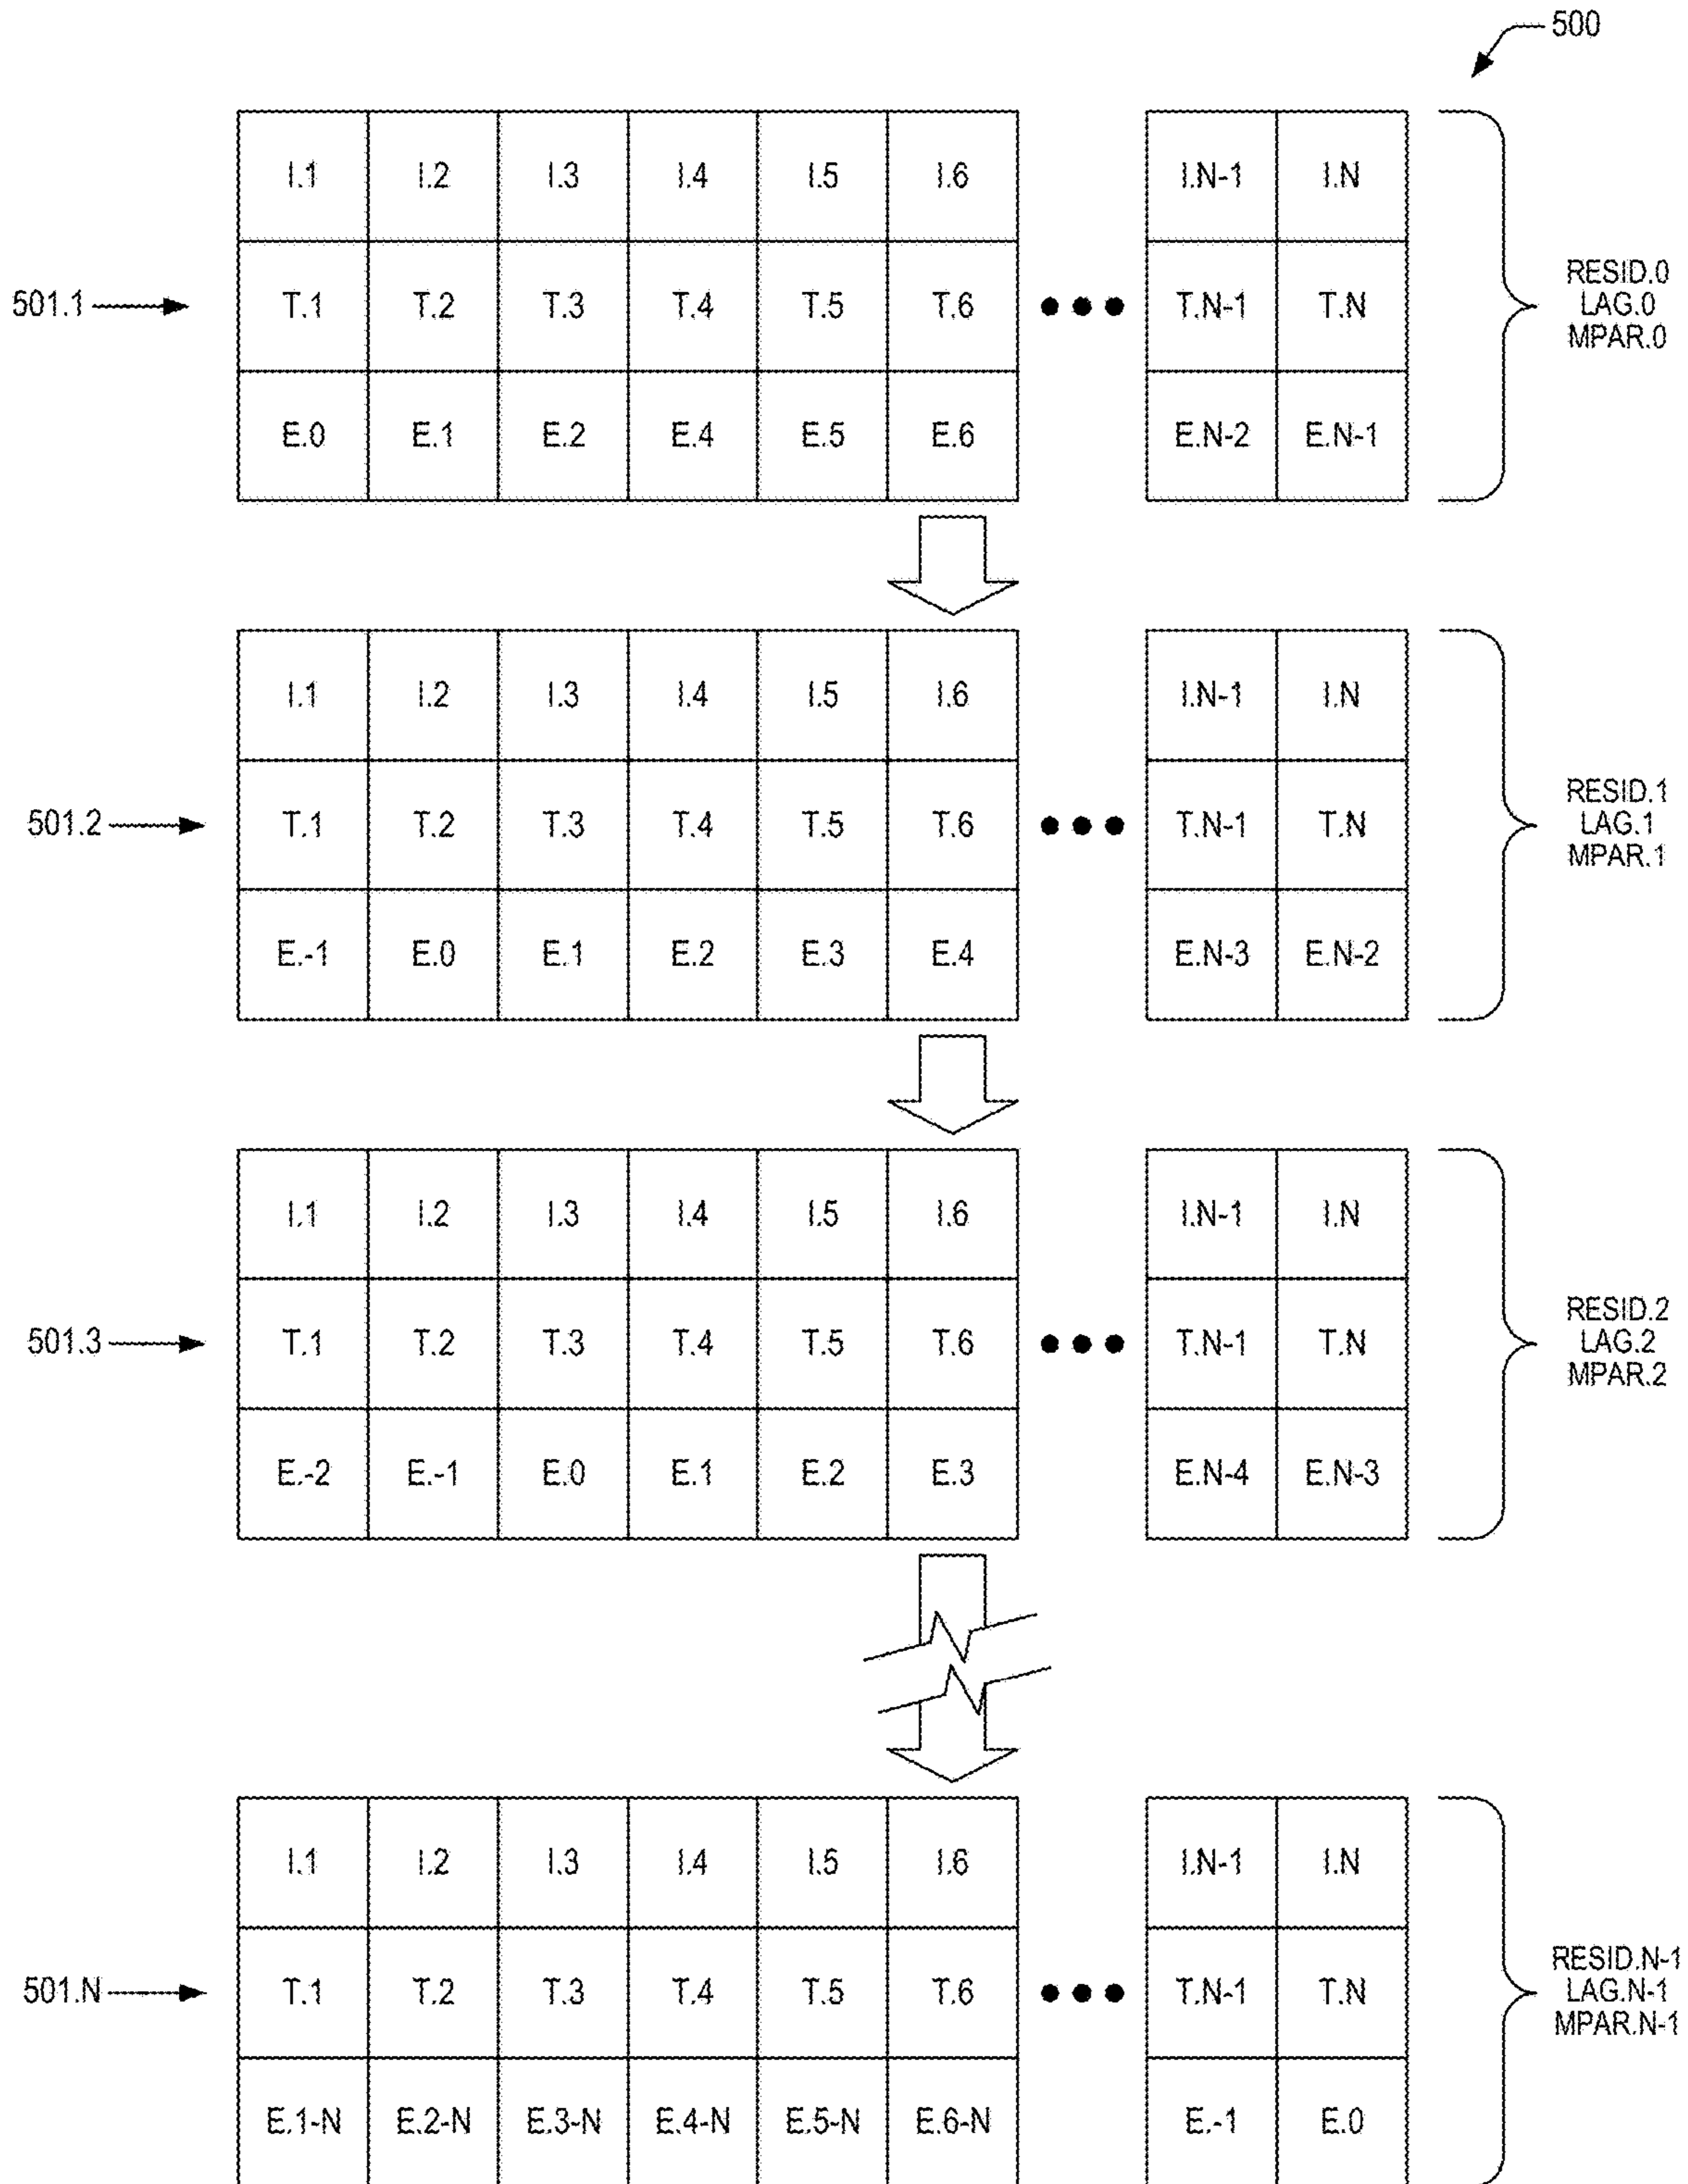 500
I.1 I.2 I.3 I.4 I.5 I.6 I.N-1 I.N
501.1 T.1 T.2 T.3 T.4 T.5 T.6 T.N-1 T.N
E.0 E.1 E.2 E.4 E.5 E.6 E.N-2 E.N-1
RESID.0
LAG.0
MPAR.0
I.1 I.2 I.3 I.4 I.5 I.6 I.N-1 I.N
501.2 T.1 T.2 T.3 T.4 T.5 T.6 T.N-1 T.N
E.-1 E.0 E.1 E.2 E.3 E.4 E.N-3 E.N-2
RESID.1
LAG.1
MPAR.1
I.1 I.2 I.3 I.4 I.5 I.6 I.N-1 I.N
501.3 T.1 T.2 T.3 T.4 T.5 T.6 T.N-1 T.N
E.-2 E.-1 E.0 E.1 E.2 E.3 E.N-4 E.N-3
RESID.2
LAG.2
MPAR.2
I.1 I.2 I.3 I.4 I.5 I.6 I.N-1 I.N
501.N T.1 T.2 T.3 T.4 T.5 T.6 T.N-1 T.N
E.1-N E.2-N E.3-N E.4-N E.5-N E.6-N E.-1 E.0
RESID.N-1
LAG.N-1
MPAR.N-1